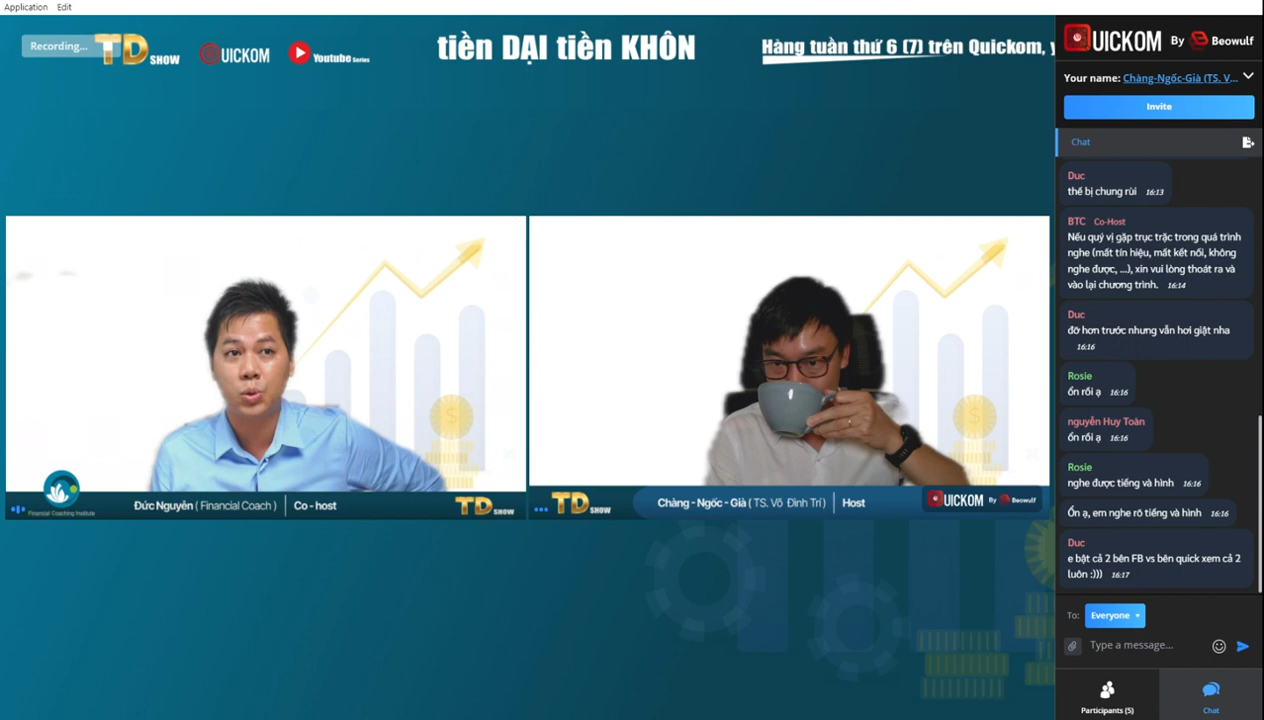 Application Edit
Recording...
TD SHOW
QUICKOM
Youtube Series
tiền DẠI tiền KHÔN
Hàng tuần thứ 6 (7) trên Quickom, y
QUICKOM By Beowulf
Your name: Chàng-Ngốc-Già (TS. V...
Invite
Chat
Duc
thế bị chung rùi 16:13
BTC Co-Host
Nếu quý vị gặp trục trặc trong quá trình
nghe (mất tín hiệu, mất kết nối, không
nghe được, ...), xin vui lòng thoát ra và
vào lại chương trình. 16:14
Duc
đỡ hơn trước nhưng vẫn hơi giật nha
16:16
Rosie
ổn rồi ạ 16:16
nguyễn Huy Toàn
ổn rồi ạ 16:16
Rosie
nghe được tiếng và hình 16:16
Ổn ạ, em nghe rõ tiếng và hình 16:16
Duc
e bật cả 2 bên FB vs bên quick xem cả 2
luôn :))) 16:17
To: Everyone
Type a message...
Participants (5)
Chat
Financial Coaching Institute
Đức Nguyễn ( Financial Coach ) Co - host
TD SHOW
TD SHOW
Chàng - Ngốc - Già ( TS. Võ Đình Trí ) Host
QUICKOM By Beowulf